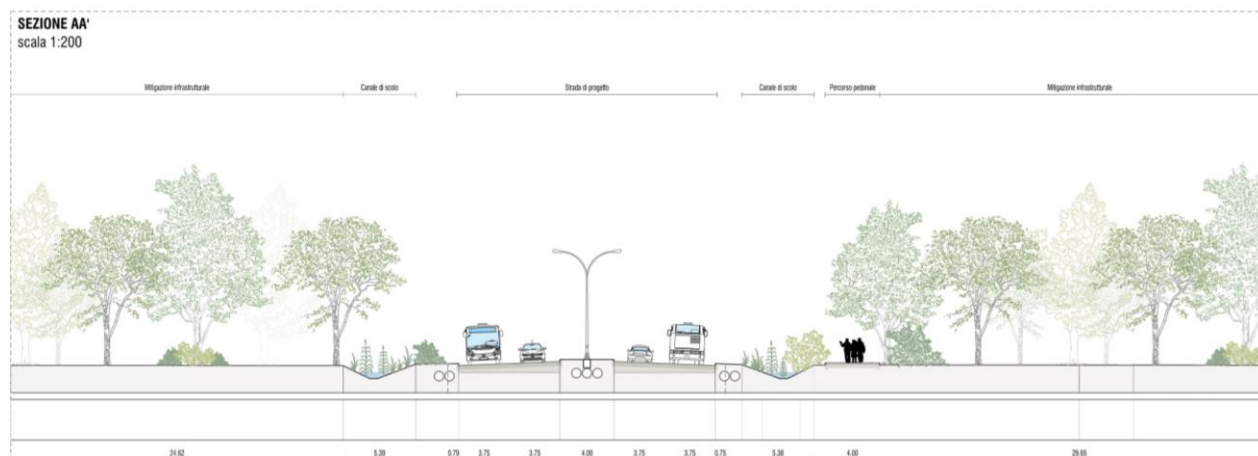 SEZIONE AA'
scala 1:200
Mitigazione infrastrutturale Canale di scolo Strada di progetto Canale di scolo Percorso pedonale Mitigazione infrastrutturale
24.62 5.39 0.79 3.75 3.75 4.00 3.75 3.75 0.75 5.38 4.00 29.65